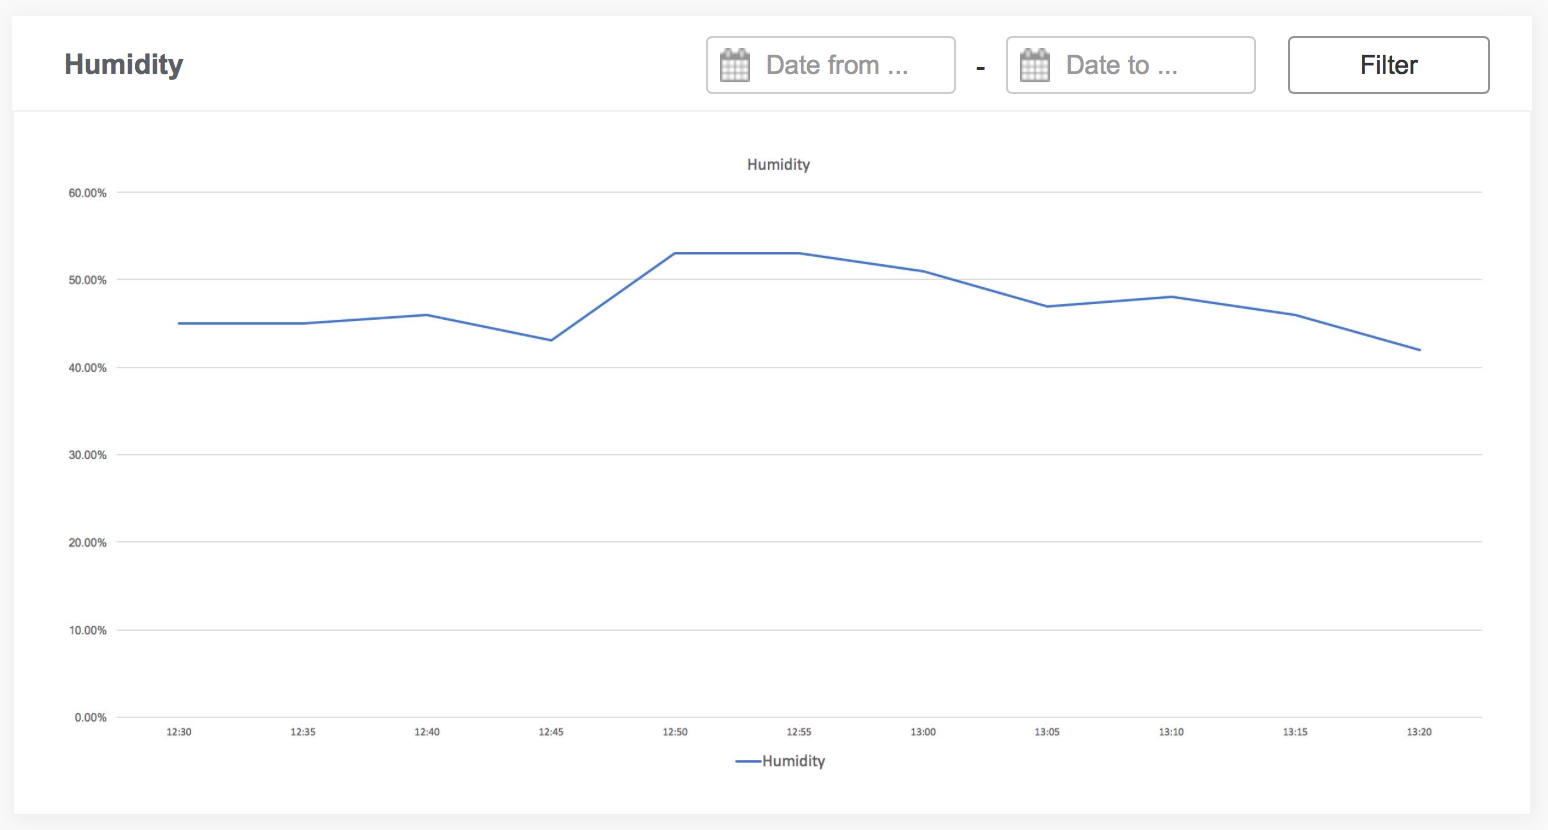 Humidity
Date from ... - Date to ... Filter
Humidity
60.00%
50.00%
40.00%
30.00%
20.00%
10.00%
0.00%
12:30 12:35 12:40 12:45 12:50 12:55 13:00 13:05 13:10 13:15 13:20
Humidity